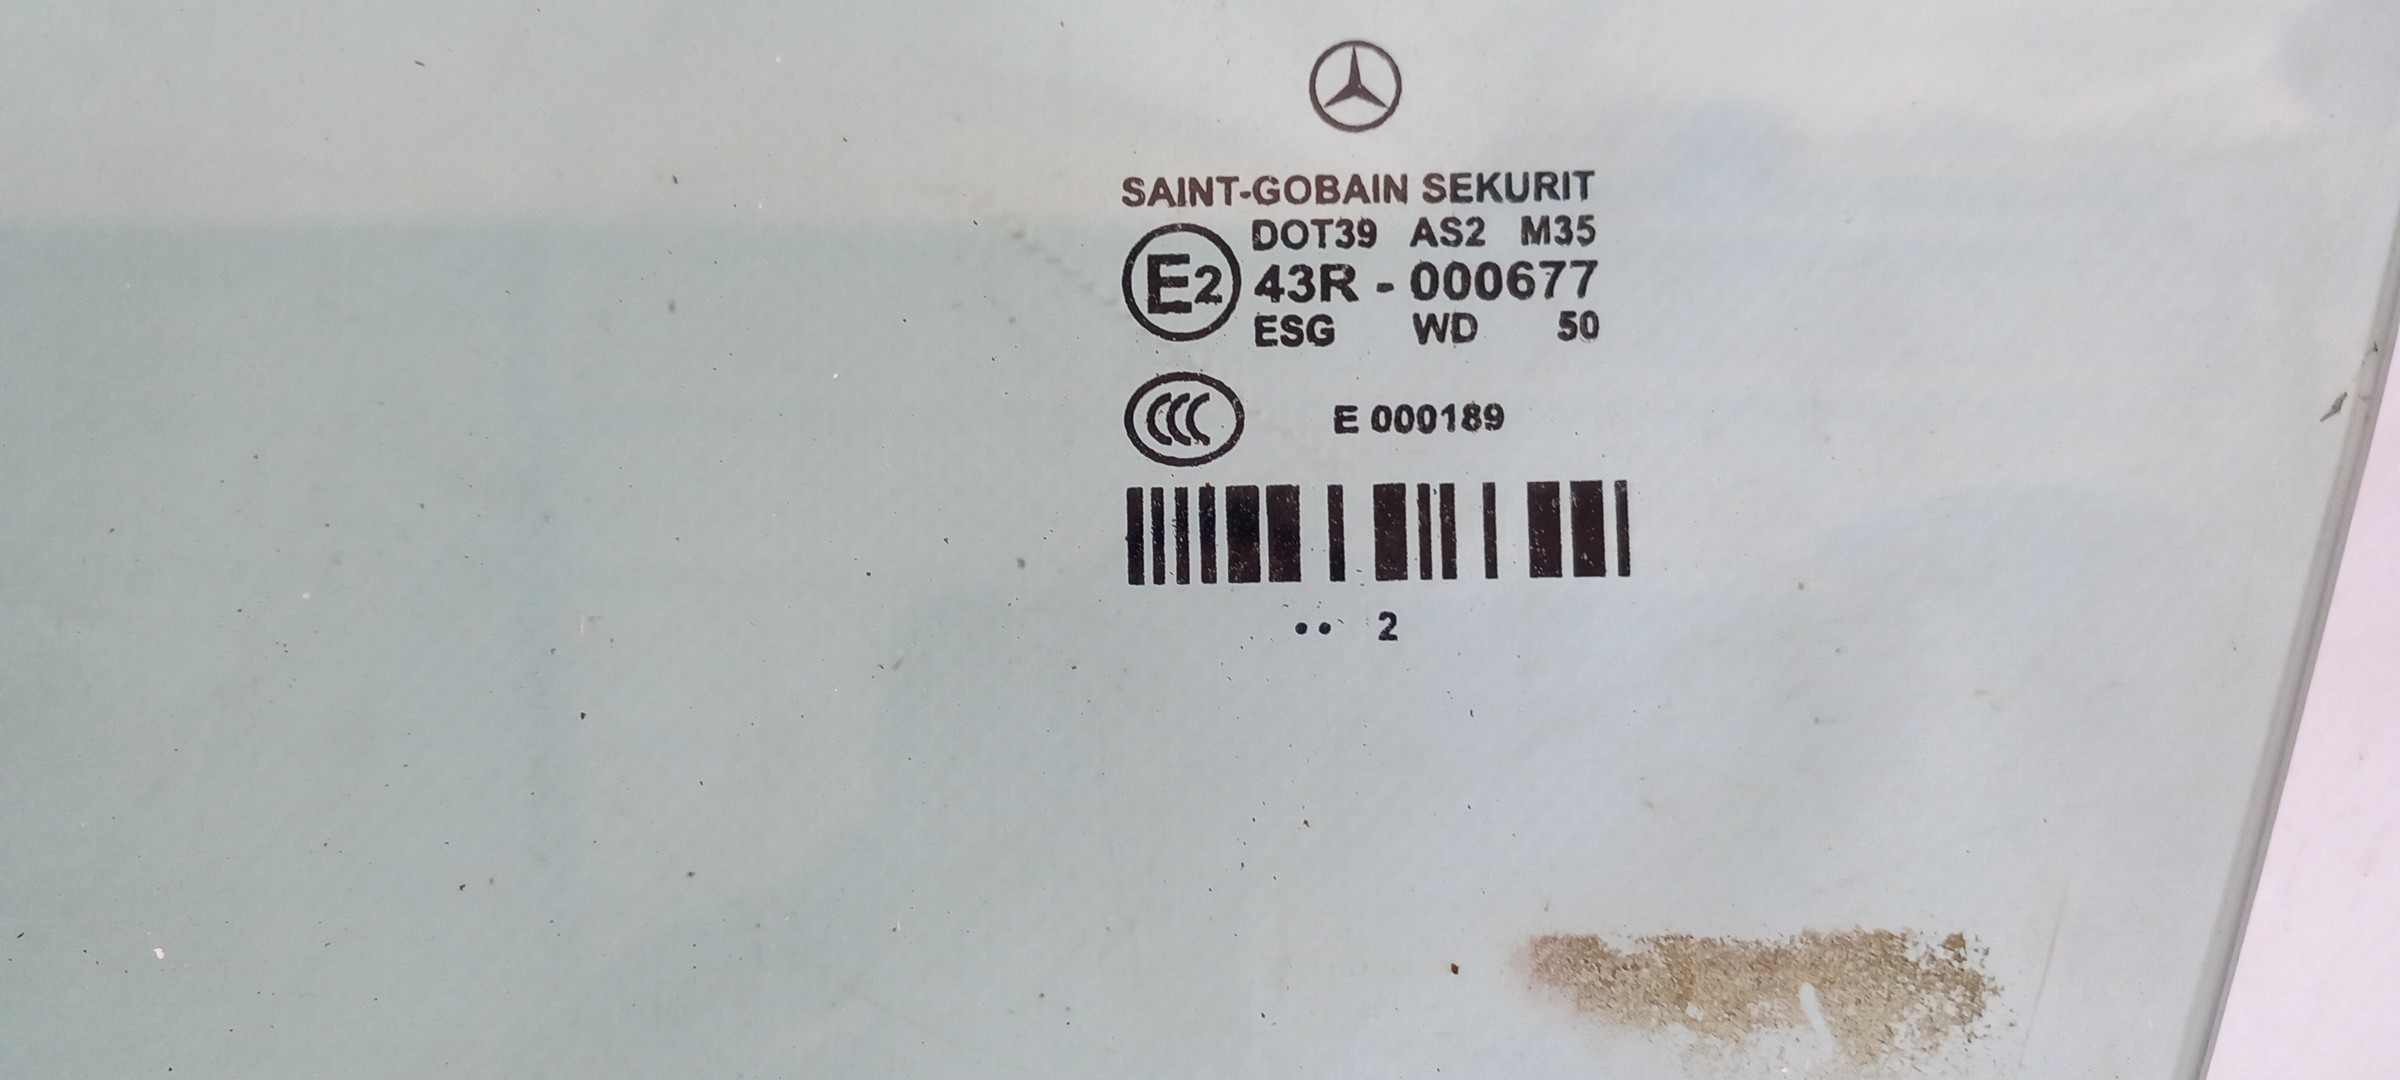 SAINT-GOBAIN SEKURIT
DOT39 AS2 M35
E2 43R - 000677
ESG WD 50
CCC E 000189
•• 2